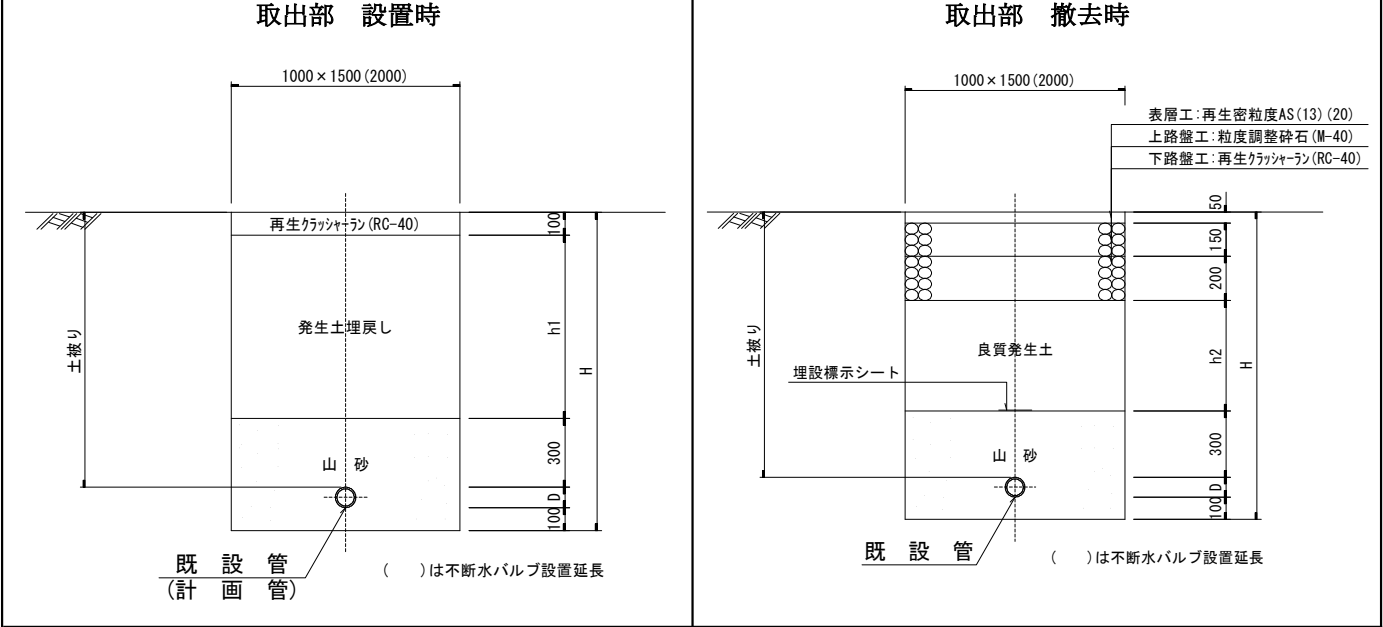 取出部　設置時
1000×1500(2000)
再生クラッシャーラン(RC-40)
100
発生土埋戻し
h1
土被り
H
300
山　砂
D
100
既　設　管
(計　画　管)
(　　)は不断水バルブ設置延長
取出部　撤去時
1000×1500(2000)
表層工:再生密粒度AS(13)(20)
上路盤工:粒度調整砕石(M-40)
下路盤工:再生クラッシャーラン(RC-40)
50
150
200
土被り
良質発生土
h2
H
埋設標示シート
300
山　砂
D
100
既　設　管
(　　)は不断水バルブ設置延長